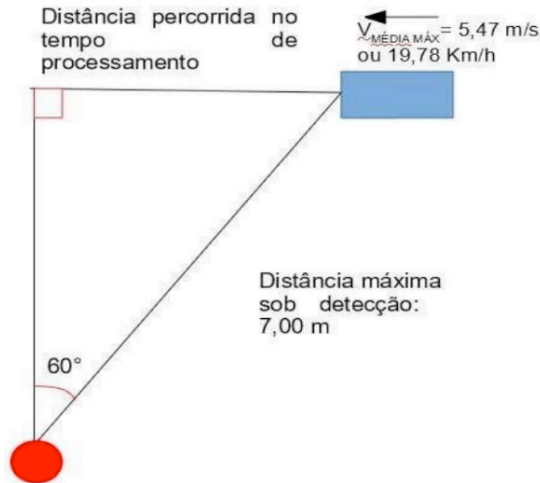 Distância percorrida no
tempo de
processamento
VMÉDIA MÁX= 5,47 m/s
ou 19,78 Km/h
Distância máxima
sob detecção:
7,00 m
60°